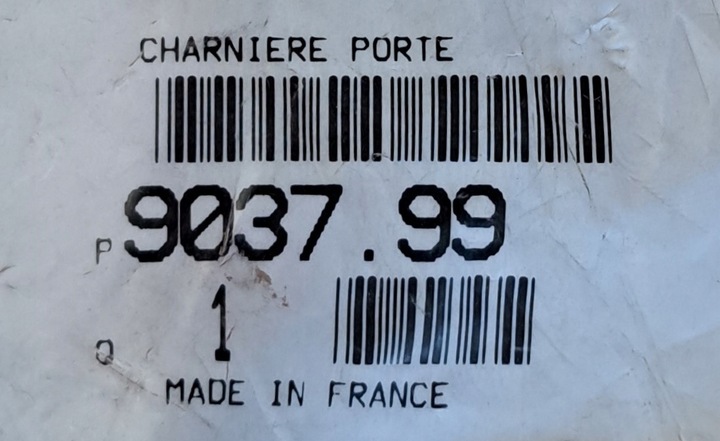 CHARNIERE PORTE
P 9037.99
Q 1
MADE IN FRANCE